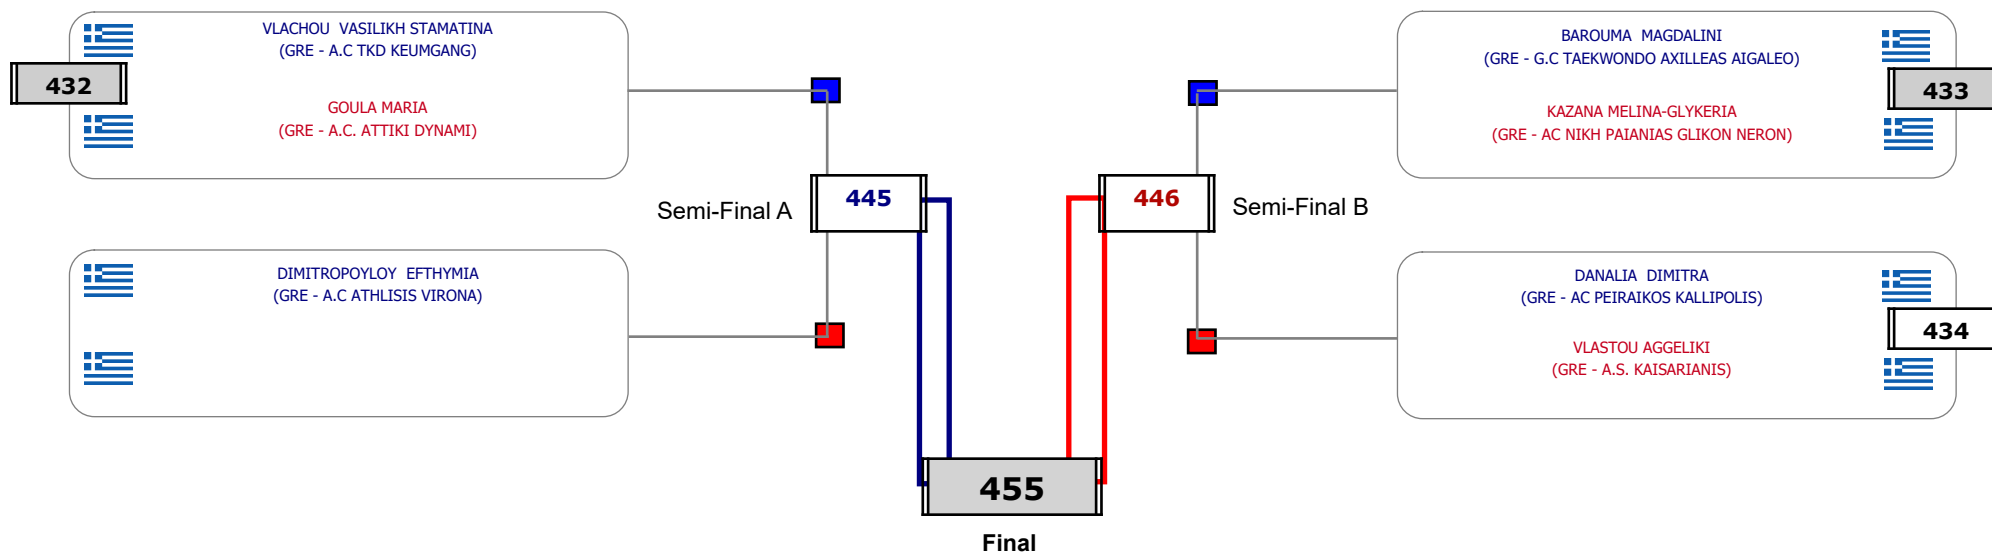 VLACHOU VASILIKH STAMATINA
(GRE - A.C TKD KEUMGANG)
432
GOULA MARIA
(GRE - A.C. ATTIKI DYNAMI)
BAROUMA MAGDALINI
(GRE - G.C TAEKWONDO AXILLEAS AIGALEO)
433
KAZANA MELINA-GLYKERIA
(GRE - AC NIKH PAIANIAS GLIKON NERON)
Semi-Final A
445
446
Semi-Final B
DIMITROPOYLOY EFTHYMIA
(GRE - A.C ATHLISIS VIRONA)
DANALIA DIMITRA
(GRE - AC PEIRAIKOS KALLIPOLIS)
434
VLASTOU AGGELIKI
(GRE - A.S. KAISARIANIS)
455
Final